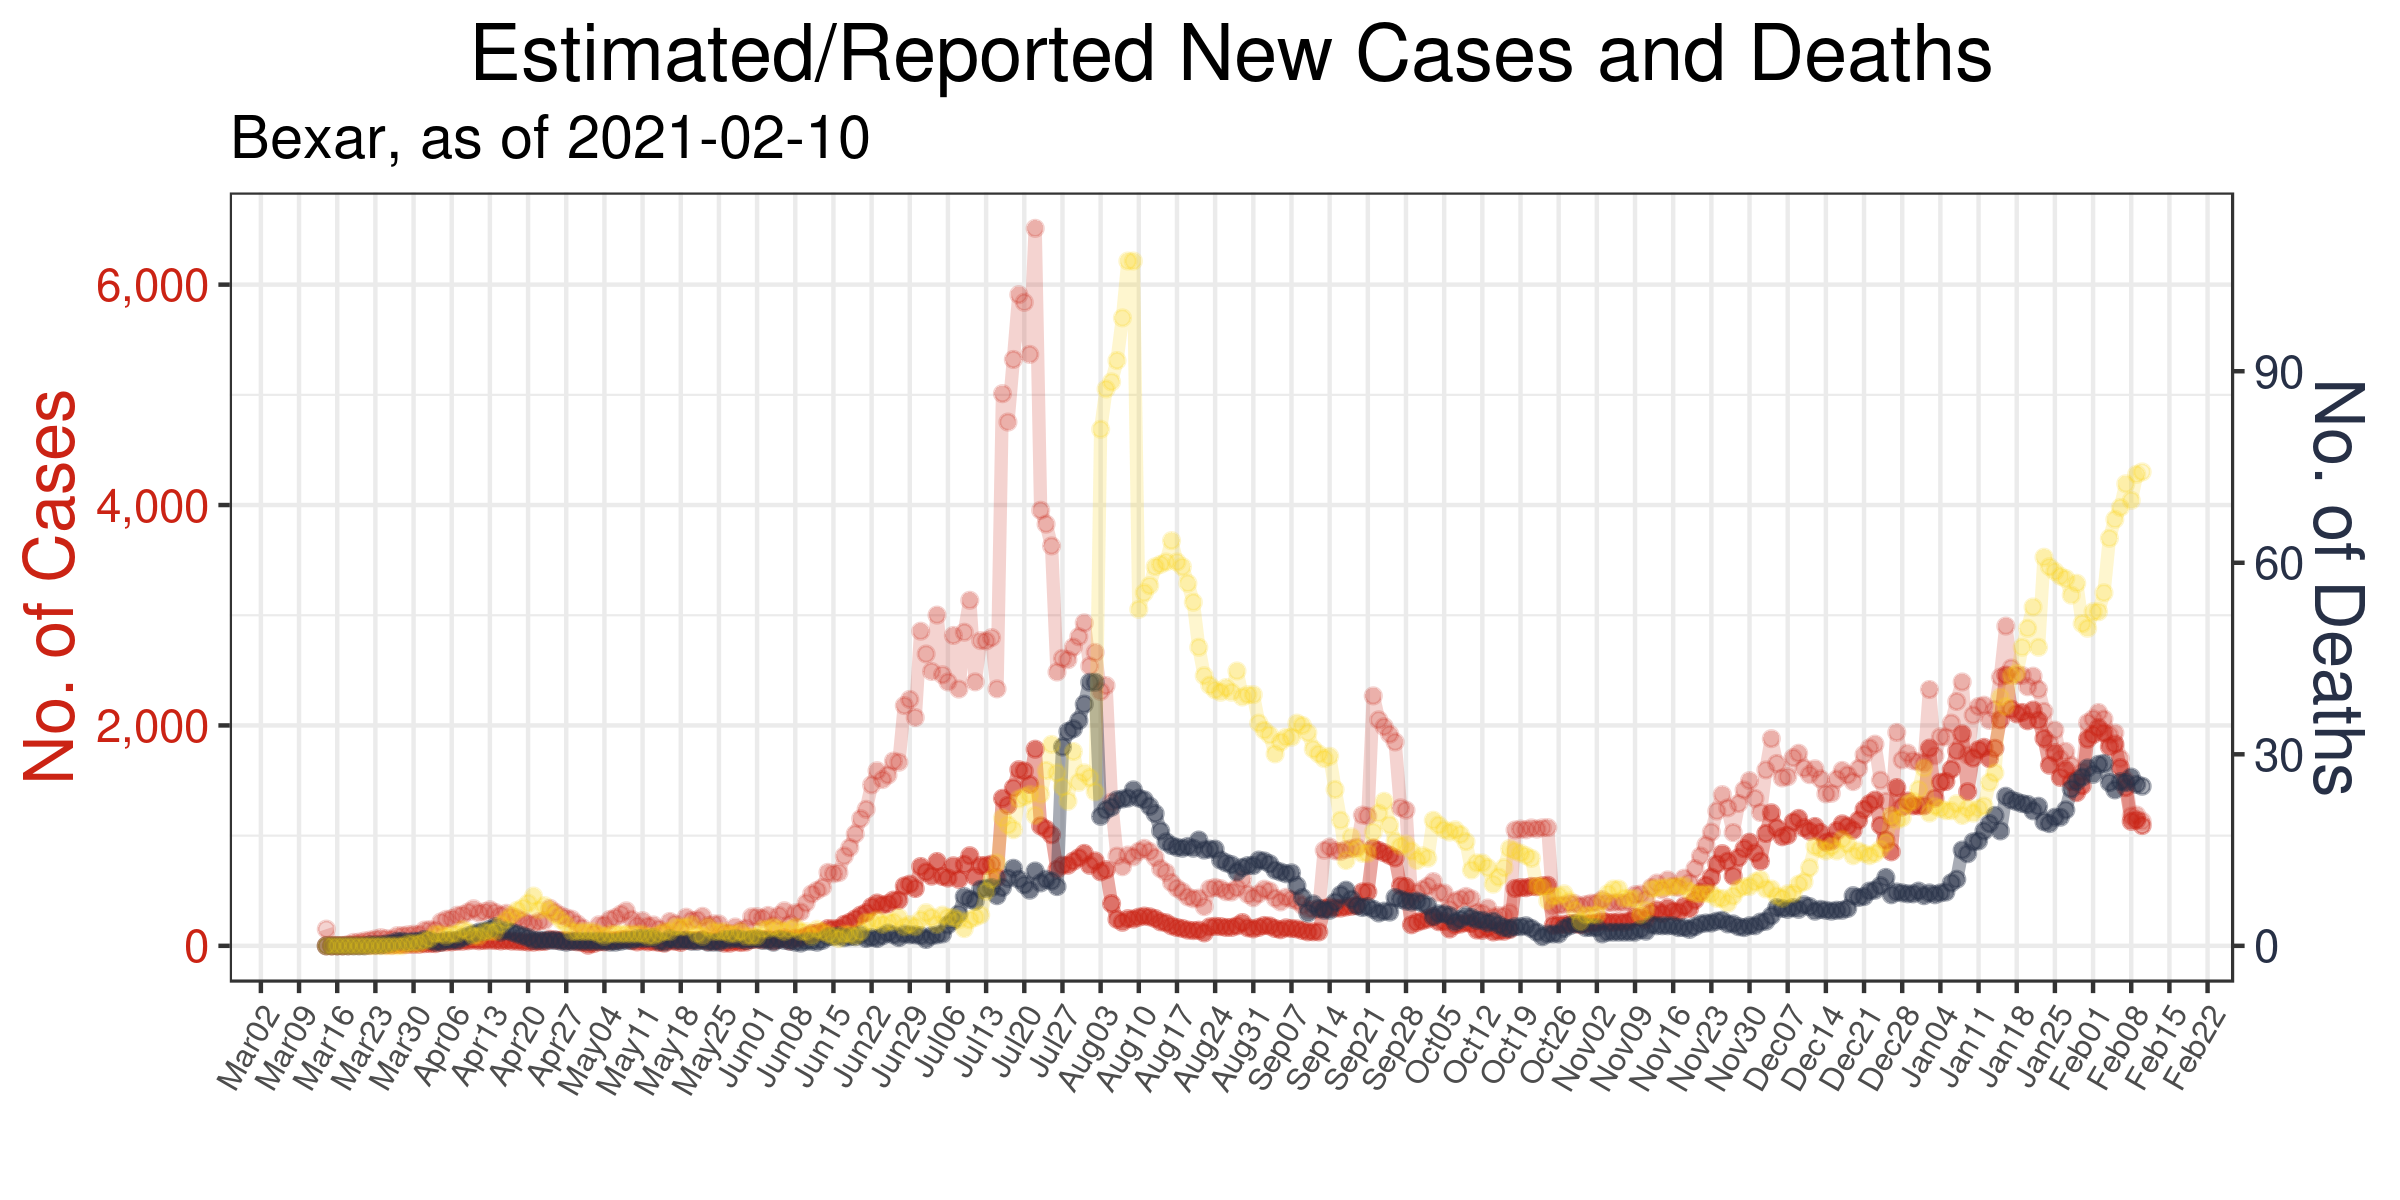 Estimated/Reported New Cases and Deaths
Bexar, as of 2021-02-10
No. of Cases
6,000
4,000
2,000
0
90
60
30
0
No. of Deaths
Mar02
Mar09
Mar16
Mar23
Mar30
Apr06
Apr13
Apr20
Apr27
May04
May11
May18
May25
Jun01
Jun08
Jun15
Jun22
Jun29
Jul06
Jul13
Jul20
Jul27
Aug03
Aug10
Aug17
Aug24
Aug31
Sep07
Sep14
Sep21
Sep28
Oct05
Oct12
Oct19
Oct26
Nov02
Nov09
Nov16
Nov23
Nov30
Dec07
Dec14
Dec21
Dec28
Jan04
Jan11
Jan18
Jan25
Feb01
Feb08
Feb15
Feb22